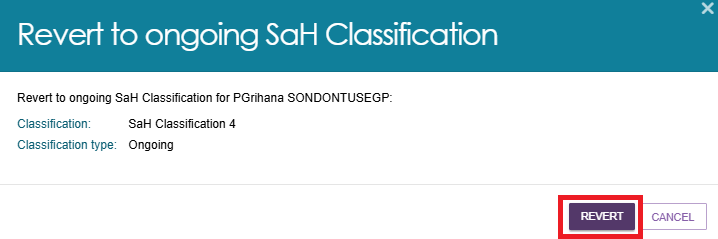 Revert to ongoing SaH Classification
Revert to ongoing SaH Classification for PGrihana SONDONTUSEGP:
Classification: SaH Classification 4
Classification type: Ongoing
REVERT CANCEL